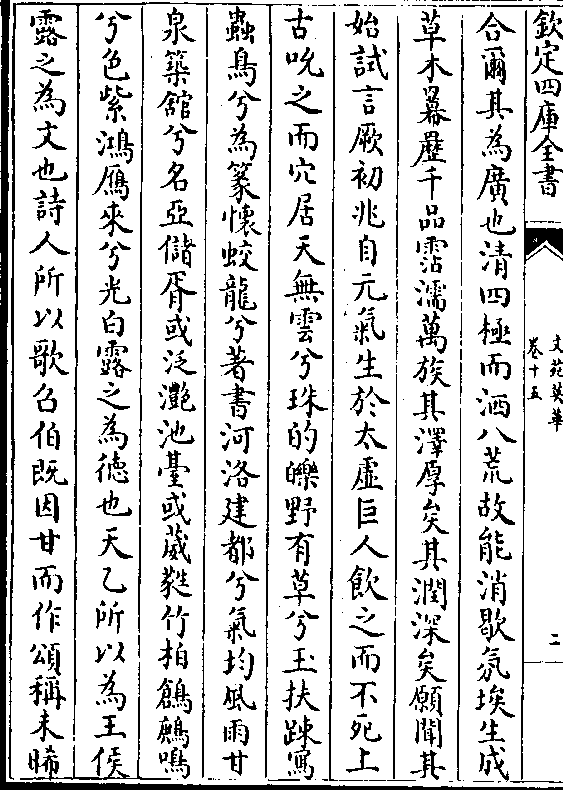 欽定四庫全書
文苑英華
卷十五
二
合爾其為廣也清四極而洒八荒故能消歇氛埃生成
草木羃䍥千品霑濡萬族其澤厚矣其潤深矣願聞其
始試言厥初兆自元氣生於太虛巨人飲之而不死上
古吮之而穴居天無雲兮珠的皪野有草兮玉扶踈寫
蟲鳥兮為篆懷蛟龍兮著書河洛建都兮氣均風雨甘
泉築館兮名亞儲胥或泛灔池臺或葳蕤竹柏鶬鷓鳴
兮色紫鴻鴈來兮光白露之為徳也天乙所以為王侯
露之為文也詩人所以歌召伯既因甘而作頌稱未晞